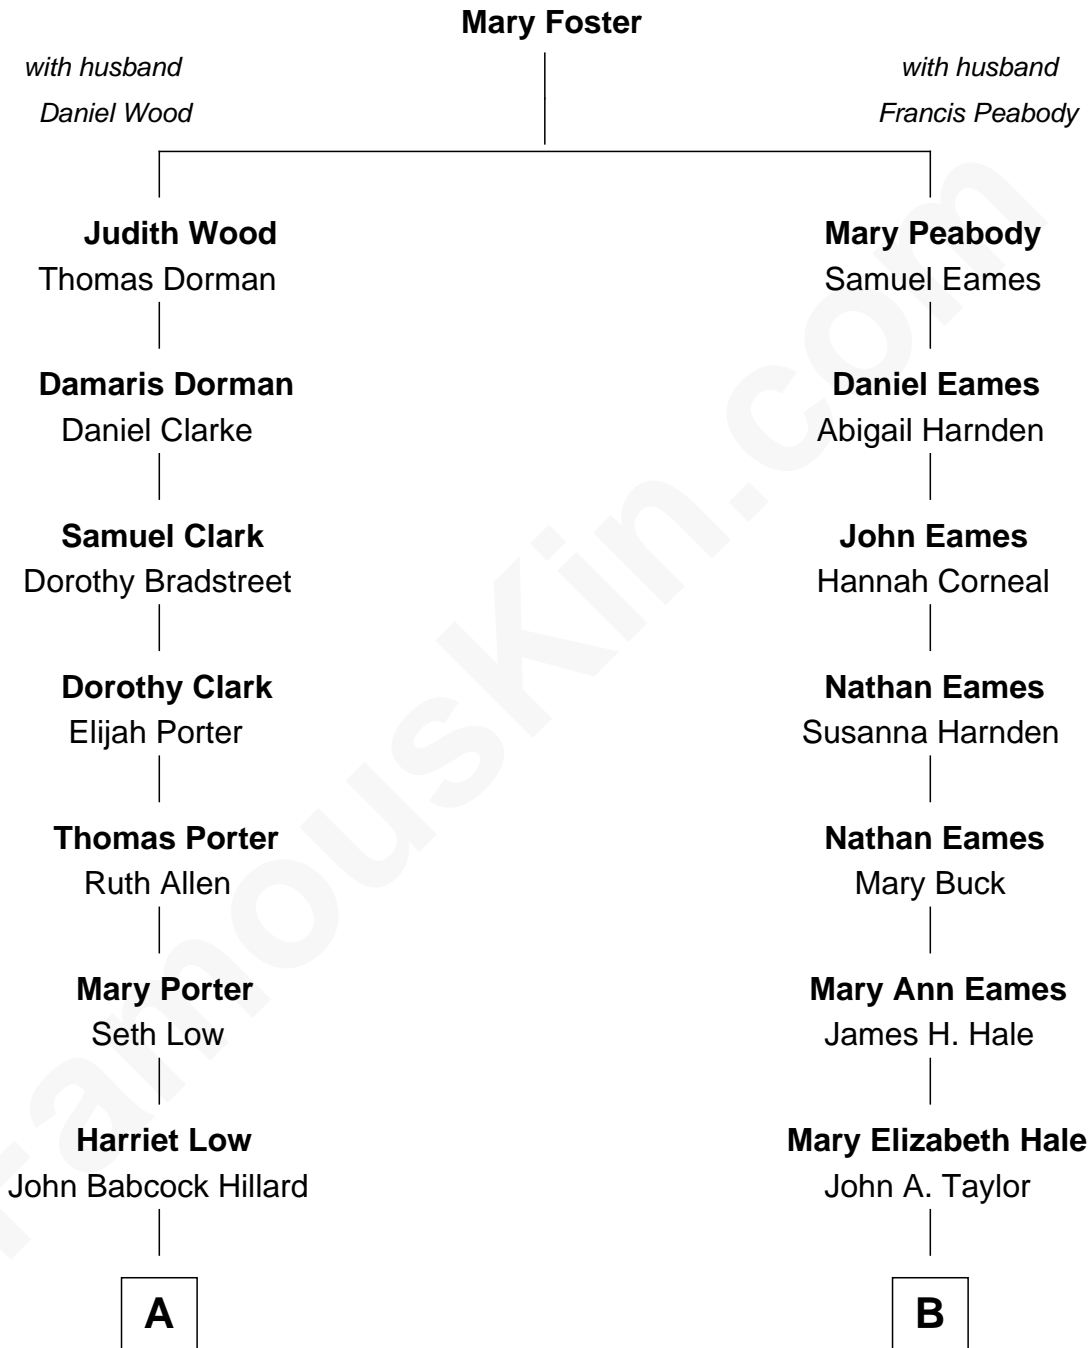 Mary Foster
with husband
Daniel Wood
with husband
Francis Peabody
Judith Wood
Thomas Dorman
Mary Peabody
Samuel Eames
Damaris Dorman
Daniel Clarke
Daniel Eames
Abigail Harnden
Samuel Clark
Dorothy Bradstreet
John Eames
Hannah Corneal
Dorothy Clark
Elijah Porter
Nathan Eames
Susanna Harnden
Thomas Porter
Ruth Allen
Nathan Eames
Mary Buck
Mary Porter
Seth Low
Mary Ann Eames
James H. Hale
Harriet Low
John Babcock Hillard
Mary Elizabeth Hale
John A. Taylor
A
B
FamousKin.com